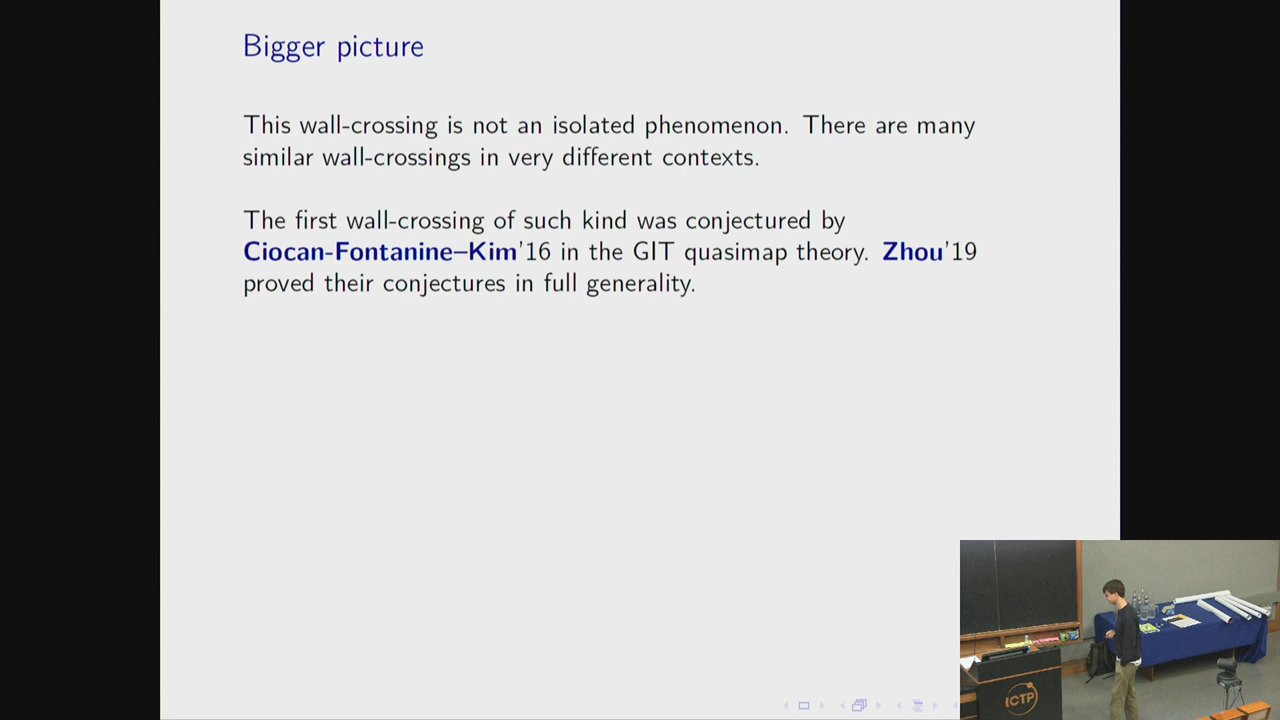 Bigger picture
This wall-crossing is not an isolated phenomenon. There are many
similar wall-crossings in very different contexts.
The first wall-crossing of such kind was conjectured by
Ciocan-Fontanine–Kim'16 in the GIT quasimap theory. Zhou'19
proved their conjectures in full generality.
ICTP